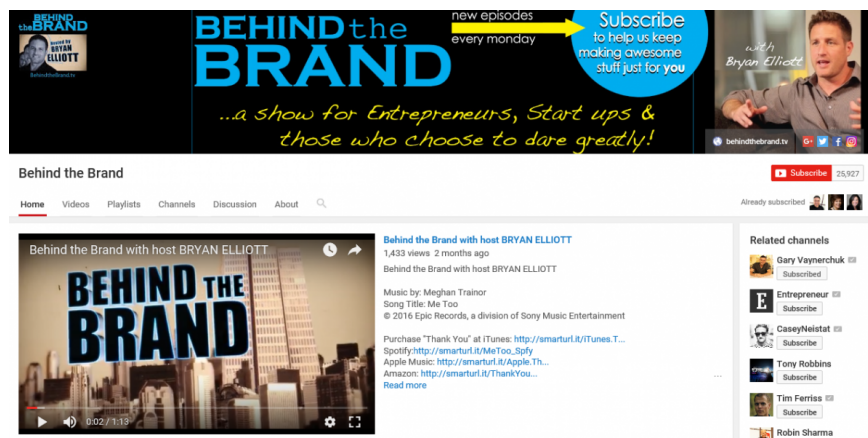 BEHIND
theBRAND
hosted by
BRYAN
ELLIOTT
BehindtheBrand.tv
BEHIND the
BRAND
new episodes
every monday
Subscribe
to help us keep
making awesome
stuff just for you
with
Bryan Elliott
...a show for Entrepreneurs, Start ups &
those who choose to dare greatly!
behindthebrand.tv
Behind the Brand
Subscribe 25,927
Home Videos Playlists Channels Discussion About
Already subscribed
Behind the Brand with host BRYAN ELLIOTT
BEHIND THE
BRAND
0:02 / 1:13
Behind the Brand with host BRYAN ELLIOTT
1,433 views 2 months ago
Behind the Brand with host BRYAN ELLIOTT
Music by: Meghan Trainor
Song Title: Me Too
© 2016 Epic Records, a division of Sony Music Entertainment
Purchase "Thank You" at iTunes: http://smarturl.it/iTunes.T...
Spotify:http://smarturl.it/MeToo_Spfy
Apple Music: http://smarturl.it/Apple.Th...
Amazon: http://smarturl.it/ThankYou...
Read more
Related channels
Gary Vaynerchuk
Subscribed
Entrepreneur
Subscribe
CaseyNeistat
Subscribe
Tony Robbins
Subscribe
Tim Ferriss
Subscribe
Robin Sharma